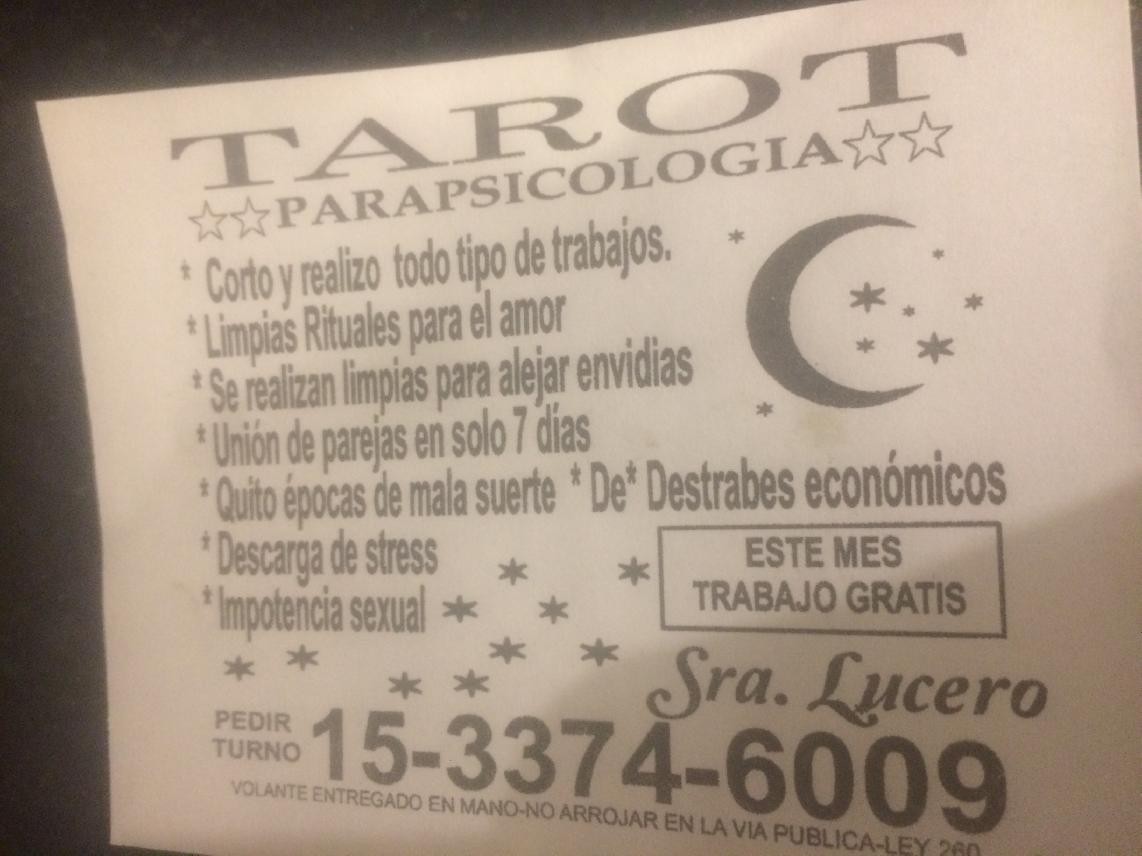 TAROT
PARAPSICOLOGIA
* Corto y realizo todo tipo de trabajos.
* Limpias Rituales para el amor
* Se realizan limpias para alejar envidias
* Unión de parejas en solo 7 días
* Quito épocas de mala suerte * De* Destrabes económicos
* Descarga de stress
* Impotencia sexual
ESTE MES
TRABAJO GRATIS
Sra. Lucero
PEDIR
TURNO
15-3374-6009
VOLANTE ENTREGADO EN MANO-NO ARROJAR EN LA VIA PUBLICA-LEY 260